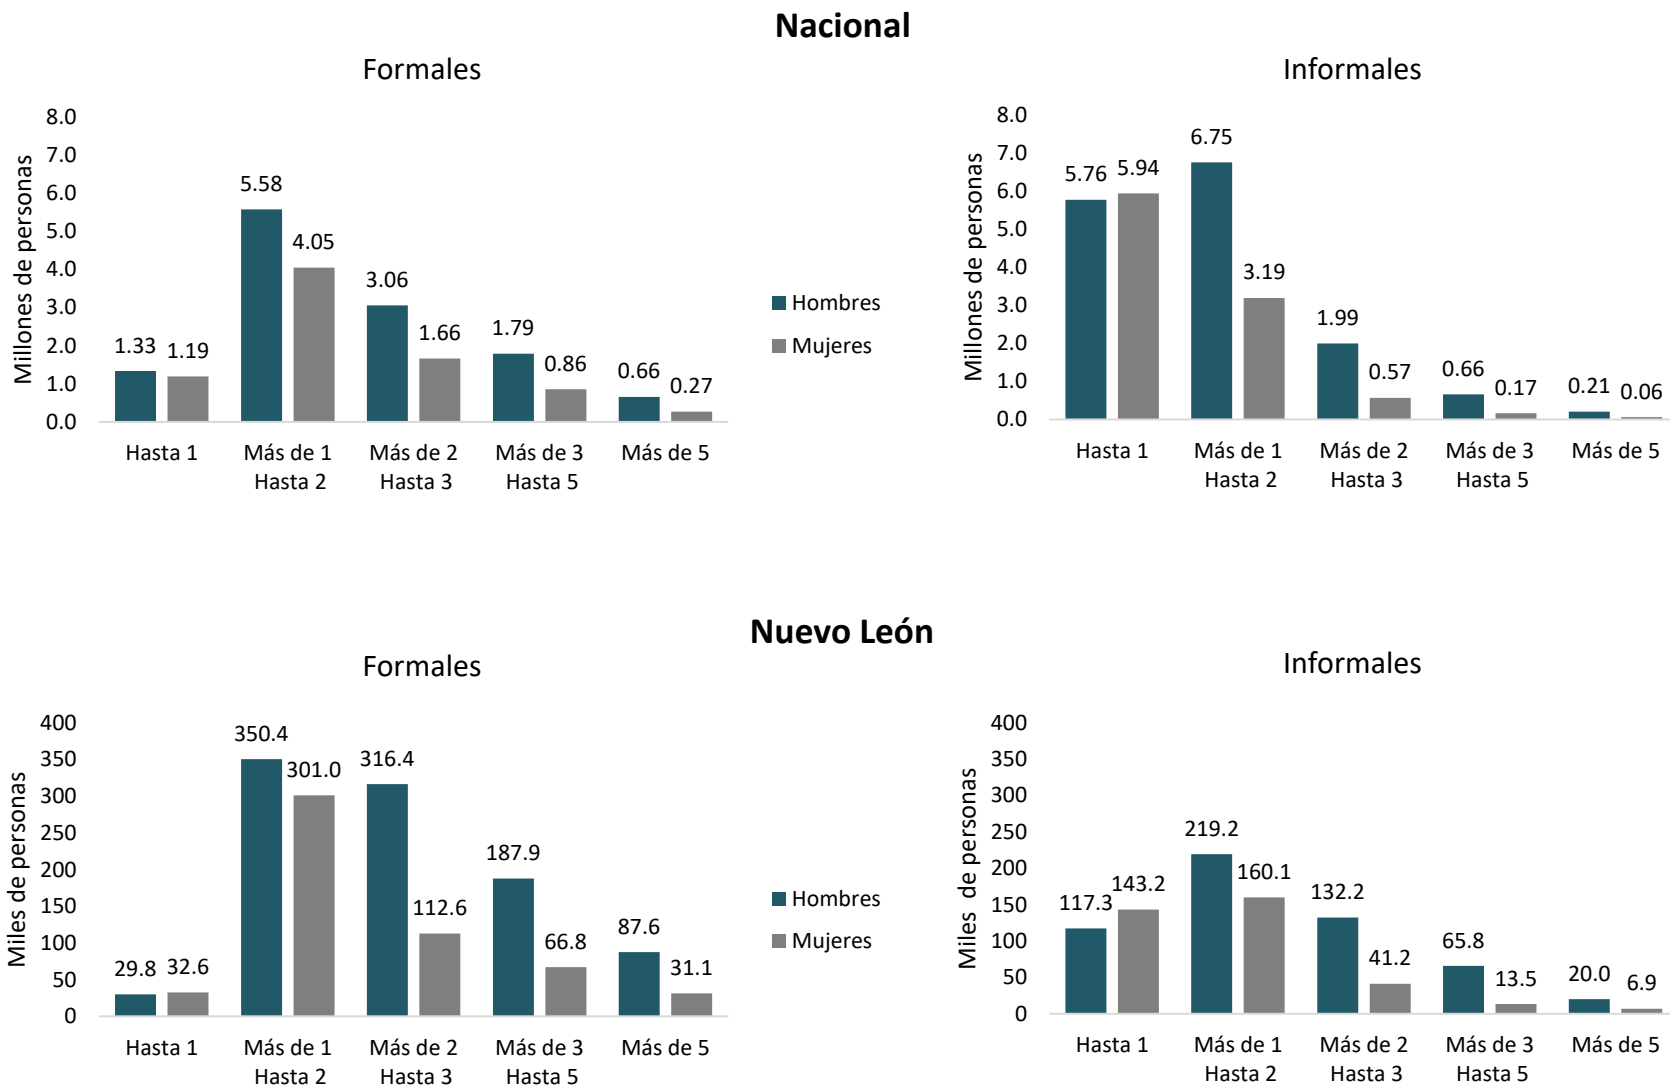 Nacional
Formales
Millones de personas
8.0
7.0
6.0
5.0
4.0
3.0
2.0
1.0
0.0
1.33 1.19
5.58
4.05
3.06
1.66
1.79
0.86
0.66
0.27
Hasta 1
Más de 1
Hasta 2
Más de 2
Hasta 3
Más de 3
Hasta 5
Más de 5
Hombres
Mujeres
Informales
Millones de personas
8.0
7.0
6.0
5.0
4.0
3.0
2.0
1.0
0.0
5.76 5.94
6.75
3.19
1.99
0.57
0.66
0.17
0.21 0.06
Hasta 1
Más de 1
Hasta 2
Más de 2
Hasta 3
Más de 3
Hasta 5
Más de 5
Nuevo León
Formales
Miles de personas
400
350
300
250
200
150
100
50
0
29.8 32.6
350.4
301.0
316.4
112.6
187.9
66.8
87.6
31.1
Hasta 1
Más de 1
Hasta 2
Más de 2
Hasta 3
Más de 3
Hasta 5
Más de 5
Hombres
Mujeres
Informales
Miles de personas
400
350
300
250
200
150
100
50
0
117.3
143.2
219.2
160.1
132.2
41.2
65.8
13.5
20.0
6.9
Hasta 1
Más de 1
Hasta 2
Más de 2
Hasta 3
Más de 3
Hasta 5
Más de 5